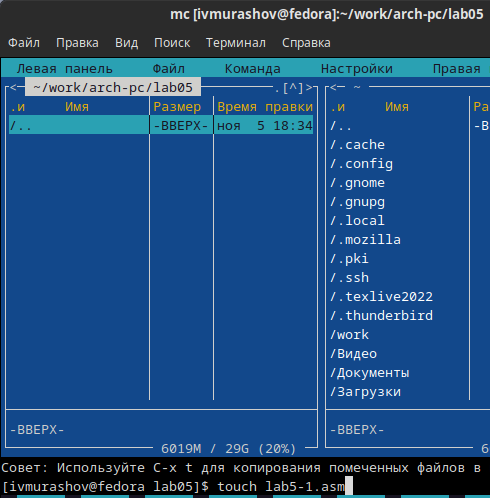 mc [ivmurashov@fedora]:~/work/arch-pc/lab05
Файл Правка Вид Поиск Терминал Справка
Левая панель Файл Команда Настройки Правая
<- ~/work/arch-pc/lab05 .[^]> <- ~
.и Имя Размер Время правки .и Имя Ра
/.. -ВВЕРХ- ноя 5 18:34 /.. -В
/.cache
/.config
/.gnome
/.gnupg
/.local
/.mozilla
/.pki
/.ssh
/.texlive2022
/.thunderbird
/work
/Видео
/Документы
/Загрузки
-ВВЕРХ- -ВВЕРХ-
6019M / 29G (20%) 6
Совет: Используйте C-x t для копирования помеченных файлов в
[ivmurashov@fedora lab05]$ touch lab5-1.asm